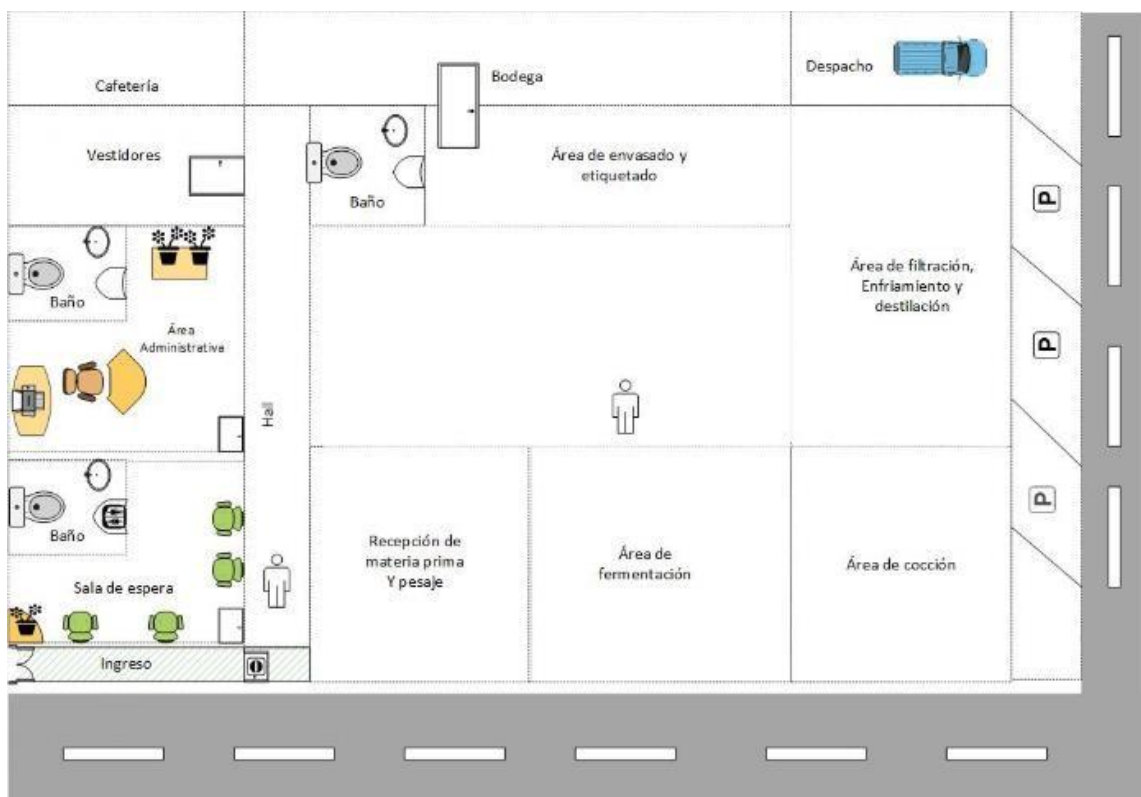 Cafetería
Bodega
Despacho
Vestidores
Baño
Área de envasado y
etiquetado
P
Baño
Área
Administrativa
Hall
Área de filtración,
Enfriamiento y
destilación
P
Baño
Sala de espera
Recepción de
materia prima
Y pesaje
Área de
fermentación
Área de cocción
P
Ingreso